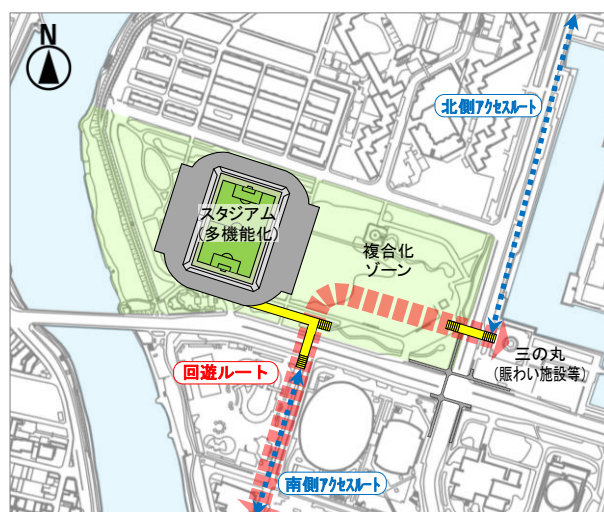 N
北側アクセスルート
スタジアム
(多機能化)
複合化
ゾーン
三の丸
(賑わい施設等)
回遊ルート
南側アクセスルート